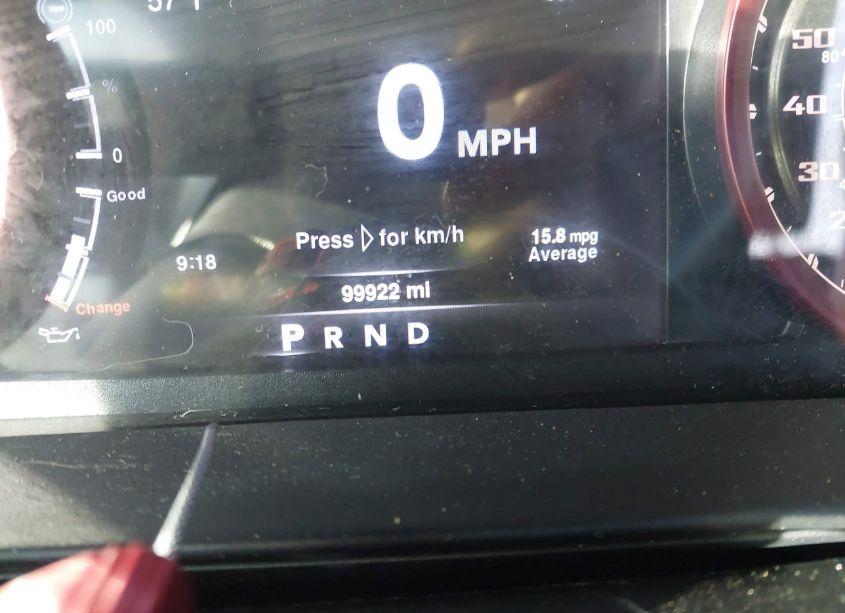 100
%
0
Good
Change
0 MPH
Press ▷ for km/h
9:18
15.8 mpg
Average
99922 mi
P R N D
50
80
40
30